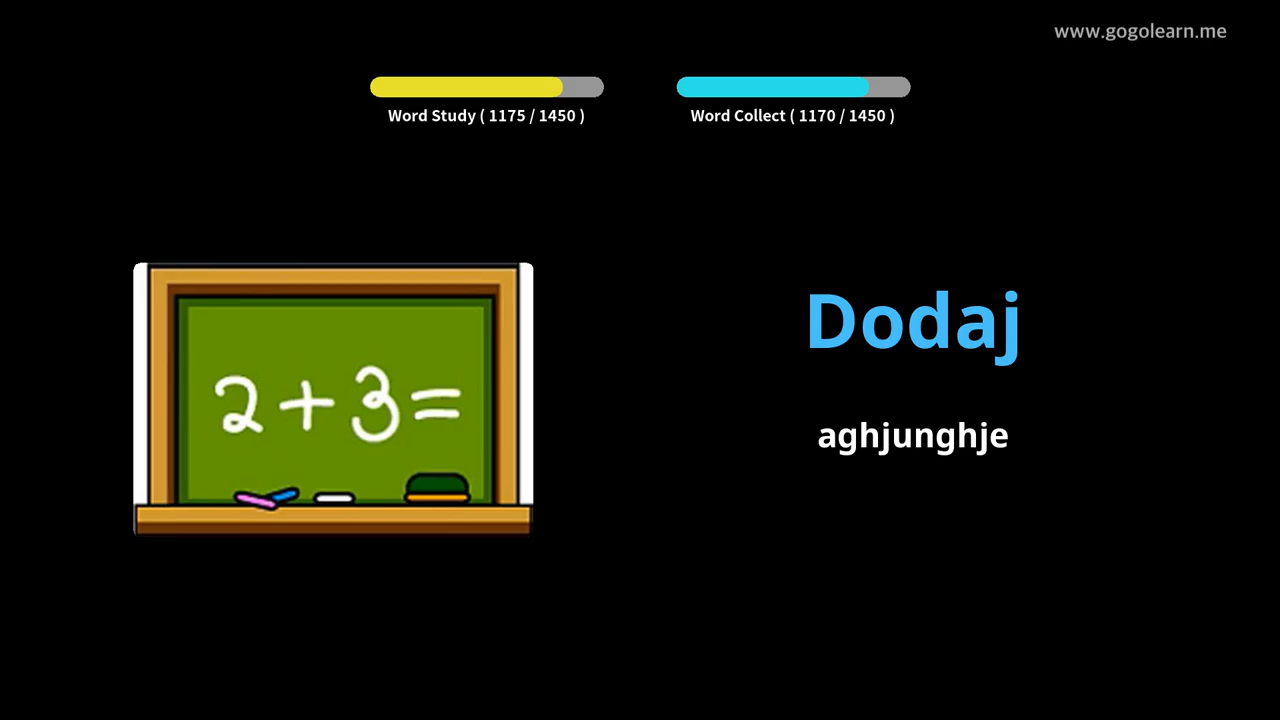 www.gogolearn.me
Word Study ( 1175 / 1450 )
Word Collect ( 1170 / 1450 )
2 + 3 =
Dodaj
aghjunghje